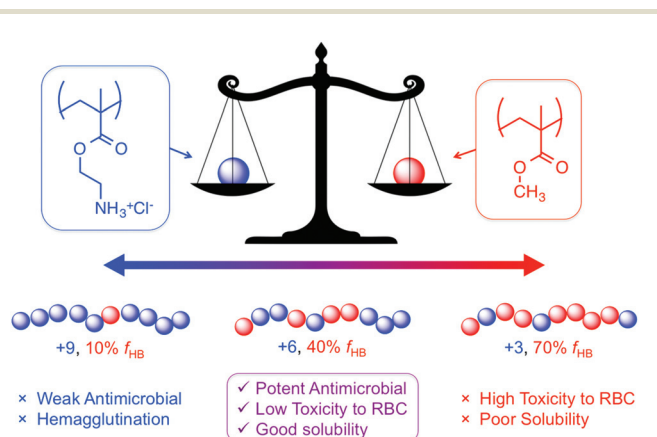 O
O
NH₃⁺Cl⁻
O
O
CH₃
+9, 10% fHB
+6, 40% fHB
+3, 70% fHB
× Weak Antimicrobial
× Hemagglutination
✓ Potent Antimicrobial
✓ Low Toxicity to RBC
✓ Good solubility
× High Toxicity to RBC
× Poor Solubility